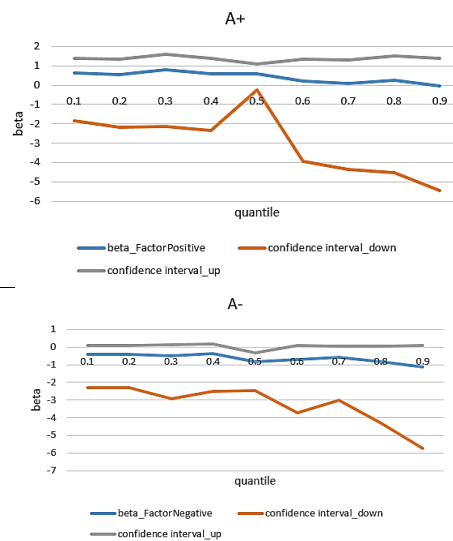 A+
2
1
0
0.1 0.2 0.3 0.4 0.5 0.6 0.7 0.8 0.9
-1
-2
-3
-4
-5
-6
beta
quantile
beta_FactorPositive confidence interval_down
confidence interval_up
A-
1
0
0.1 0.2 0.3 0.4 0.5 0.6 0.7 0.8 0.9
-1
-2
-3
-4
-5
-6
-7
beta
quantile
beta_FactorNegative confidence interval_down
confidence interval_up